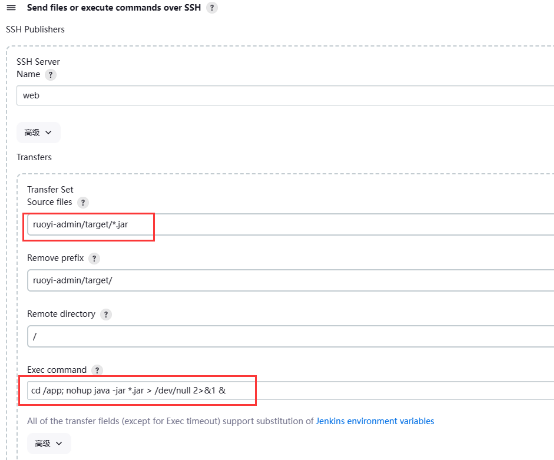 Send files or execute commands over SSH ?
SSH Publishers
SSH Server
Name ?
web
高级
Transfers
Transfer Set
Source files ?
ruoyi-admin/target/*.jar
Remove prefix ?
ruoyi-admin/target/
Remote directory ?
/
Exec command ?
cd /app; nohup java -jar *.jar > /dev/null 2>&1 &
All of the transfer fields (except for Exec timeout) support substitution of Jenkins environment variables
高级